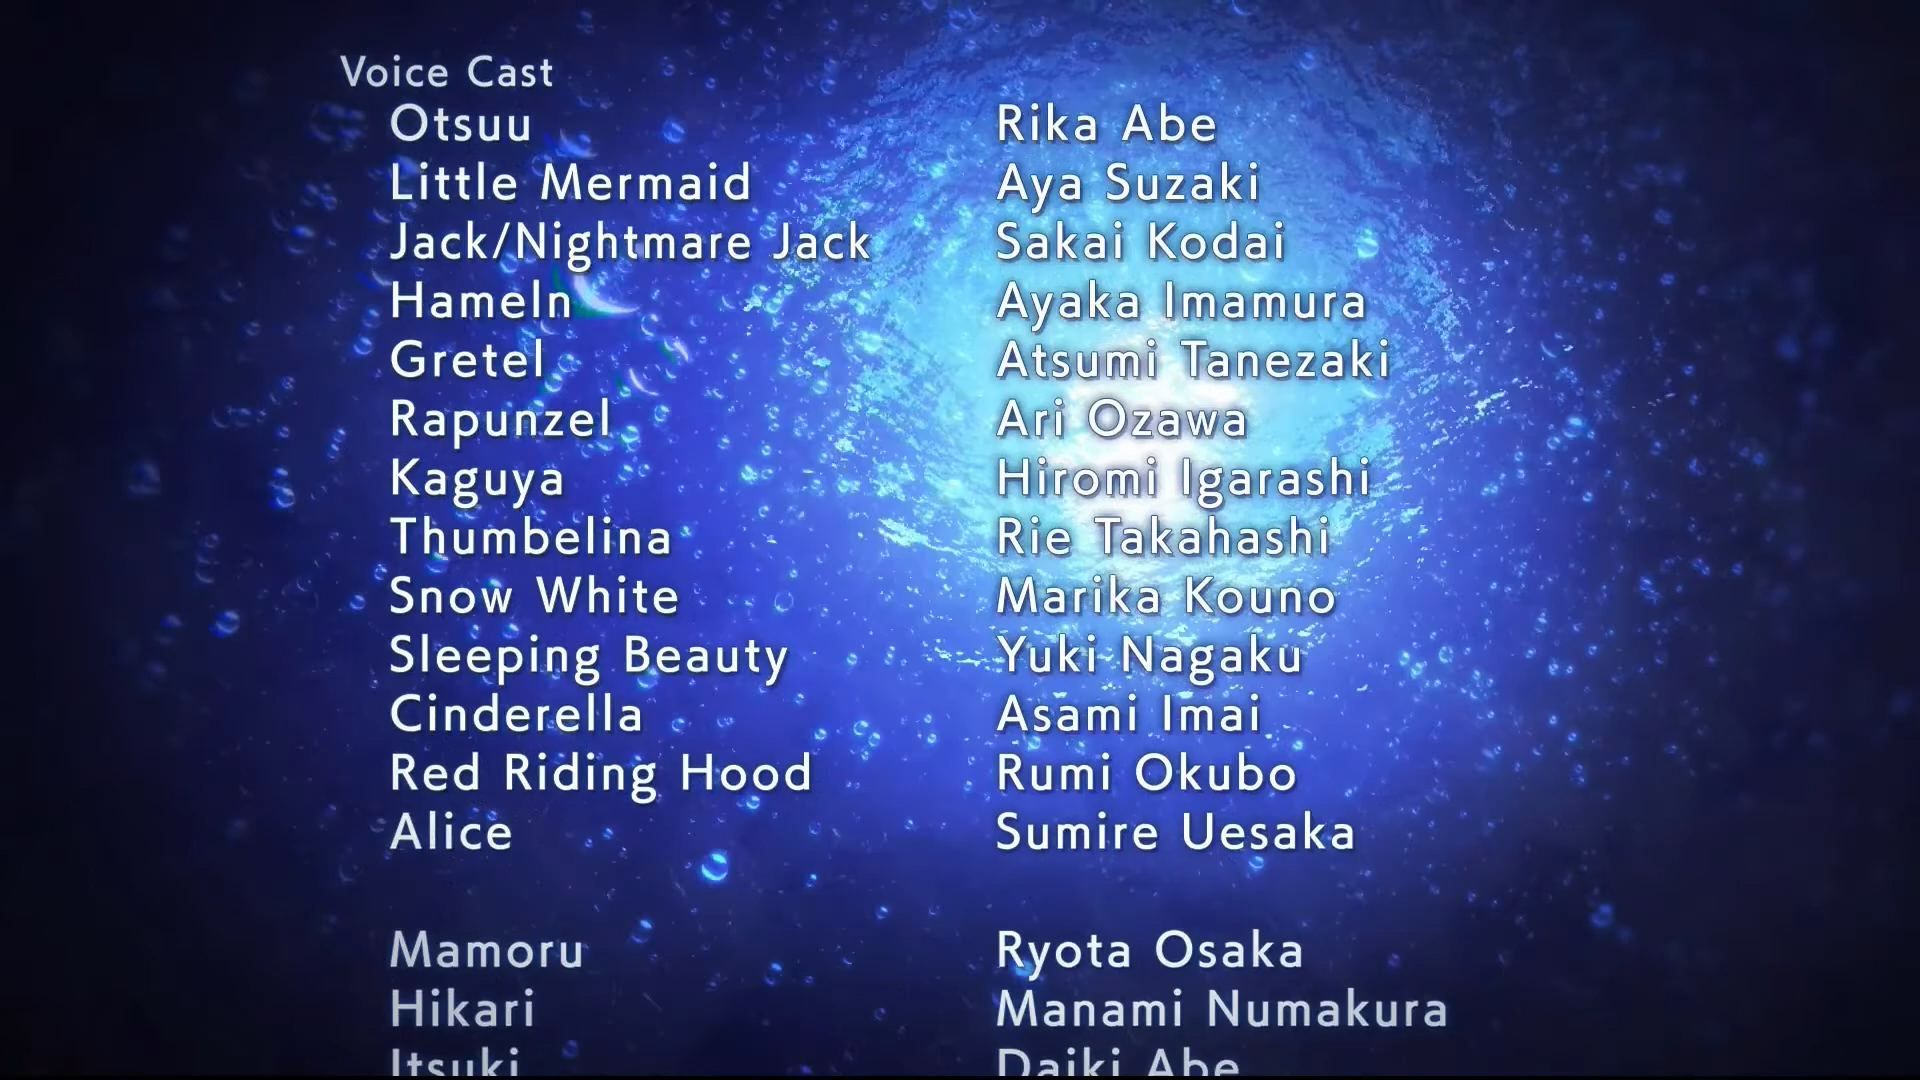 Voice Cast
Otsuu Rika Abe
Little Mermaid Aya Suzaki
Jack/Nightmare Jack Sakai Kodai
Hameln Ayaka Imamura
Gretel Atsumi Tanezaki
Rapunzel Ari Ozawa
Kaguya Hiromi Igarashi
Thumbelina Rie Takahashi
Snow White Marika Kouno
Sleeping Beauty Yuki Nagaku
Cinderella Asami Imai
Red Riding Hood Rumi Okubo
Alice Sumire Uesaka
Mamoru Ryota Osaka
Hikari Manami Numakura
Itsuki Daiki Abe